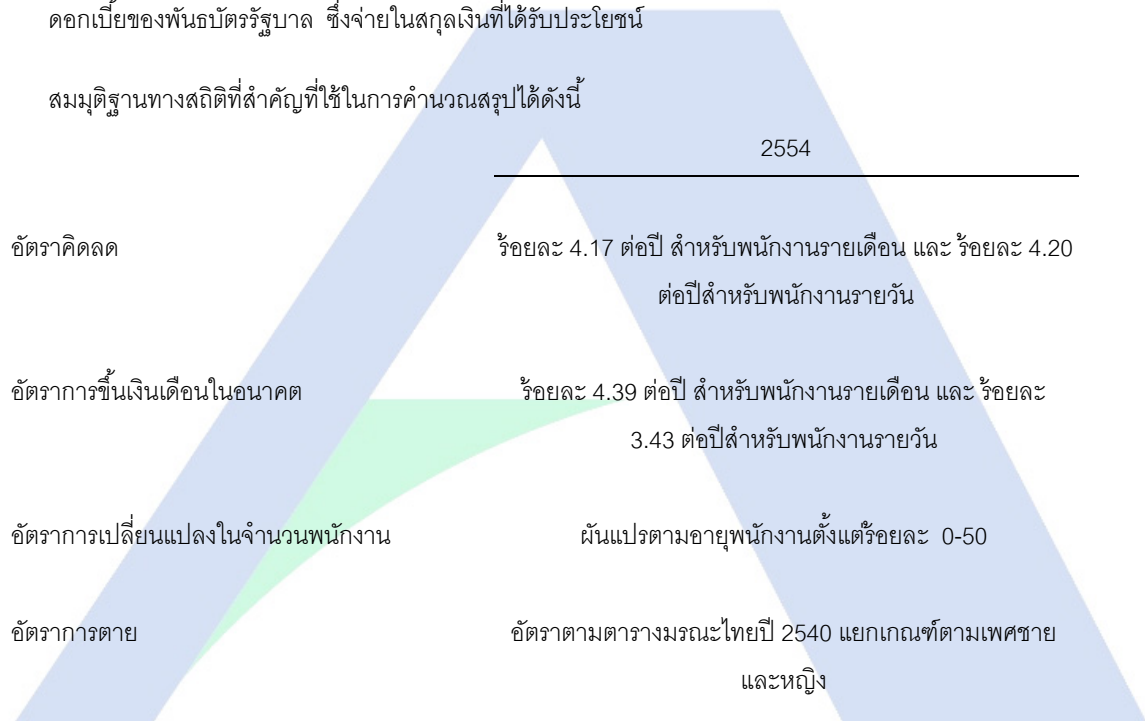 ดอกเบี้ยของพันธบัตรรัฐบาล ซึ่งจ่ายในสกุลเงินที่ได้รับประโยชน์
สมมุติฐานทางสถิติที่สำคัญที่ใช้ในการคำนวณสรุปได้ดังนี้
2554
อัตราคิดลด
ร้อยละ 4.17 ต่อปี สำหรับพนักงานรายเดือน และ ร้อยละ 4.20
ต่อปีสำหรับพนักงานรายวัน
อัตราการขึ้นเงินเดือนในอนาคต
ร้อยละ 4.39 ต่อปี สำหรับพนักงานรายเดือน และ ร้อยละ
3.43 ต่อปีสำหรับพนักงานรายวัน
อัตราการเปลี่ยนแปลงในจำนวนพนักงาน
ผันแปรตามอายุพนักงานตั้งแต่ร้อยละ 0-50
อัตราการตาย
อัตราตามตารางมรณะไทยปี 2540 แยกเกณฑ์ตามเพศชาย
และหญิง